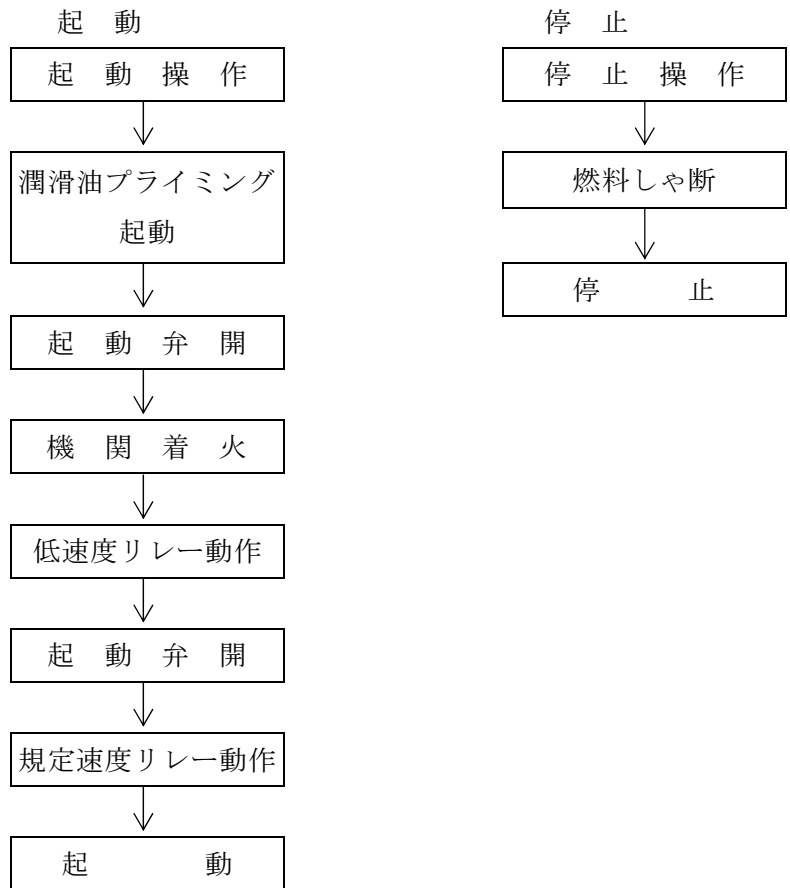 起動
起動操作
潤滑油プライミング
起動
起動弁開
機関着火
低速度リレー動作
起動弁開
規定速度リレー動作
起動
停止
停止操作
燃料しゃ断
停止